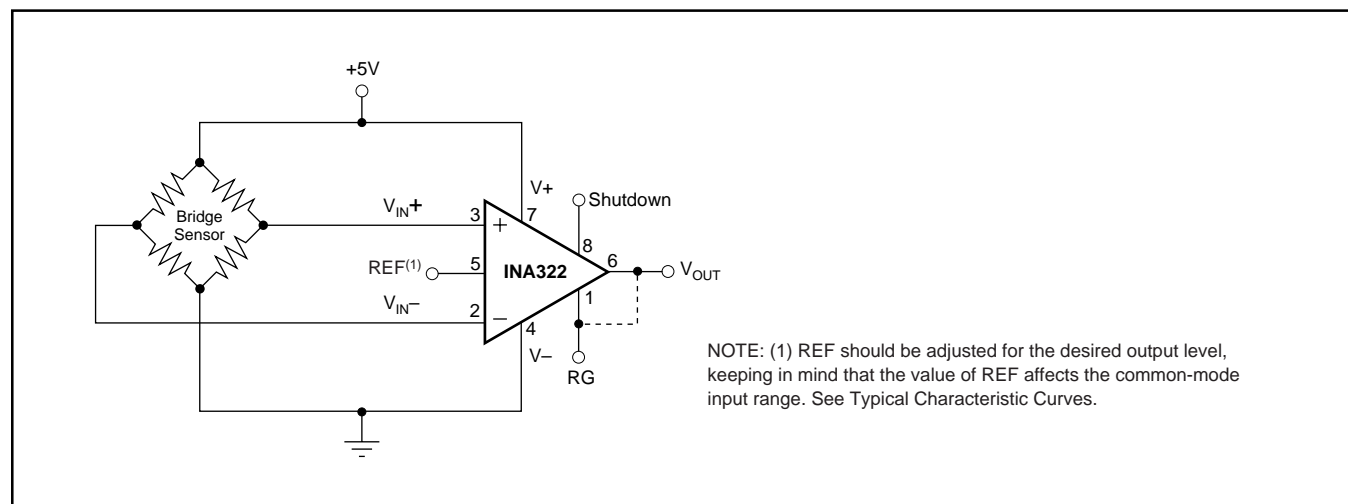 +5V
Bridge
Sensor
VIN+
3
+
V+
7
Shutdown
8
REF(1)
5
INA322
6
VOUT
VIN–
2
–
4
V–
1
RG
NOTE: (1) REF should be adjusted for the desired output level,
keeping in mind that the value of REF affects the common-mode
input range. See Typical Characteristic Curves.